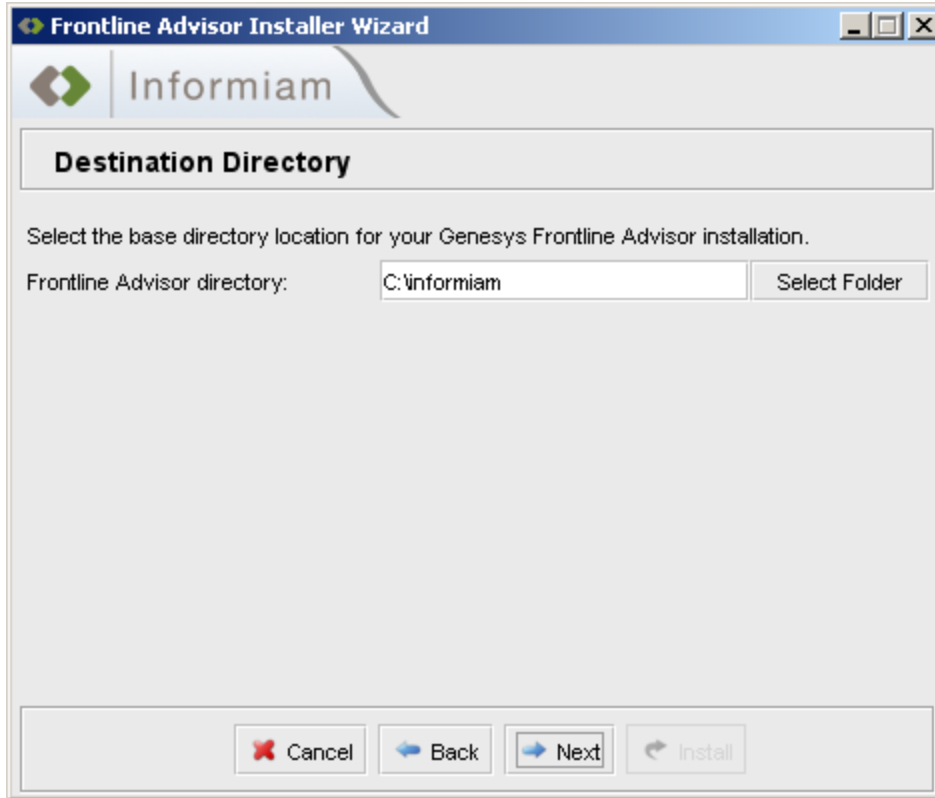 Frontline Advisor Installer Wizard
Informiam
Destination Directory
Select the base directory location for your Genesys Frontline Advisor installation.
Frontline Advisor directory: C:\informiam Select Folder
Cancel Back Next Install